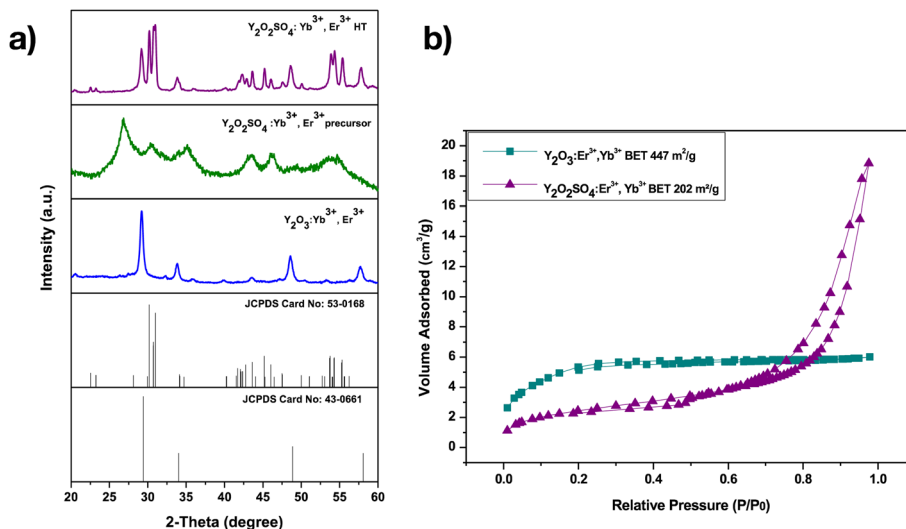 a)
Y₂O₂SO₄: Yb³⁺, Er³⁺ HT
Y₂O₂SO₄ :Yb³⁺, Er³⁺precursor
Y₂O₃:Yb³⁺, Er³⁺
JCPDS Card No: 53-0168
JCPDS Card No: 43-0661
Intensity (a.u.)
20 25 30 35 40 45 50 55 60
2-Theta (degree)
b)
Y₂O₃:Er³⁺,Yb³⁺ BET 447 m²/g
Y₂O₂SO₄:Er³⁺, Yb³⁺ BET 202 m²/g
Volume Adsorbed (cm³/g)
20
18
16
14
12
10
8
6
4
2
0
0.0 0.2 0.4 0.6 0.8 1.0
Relative Pressure (P/P₀)